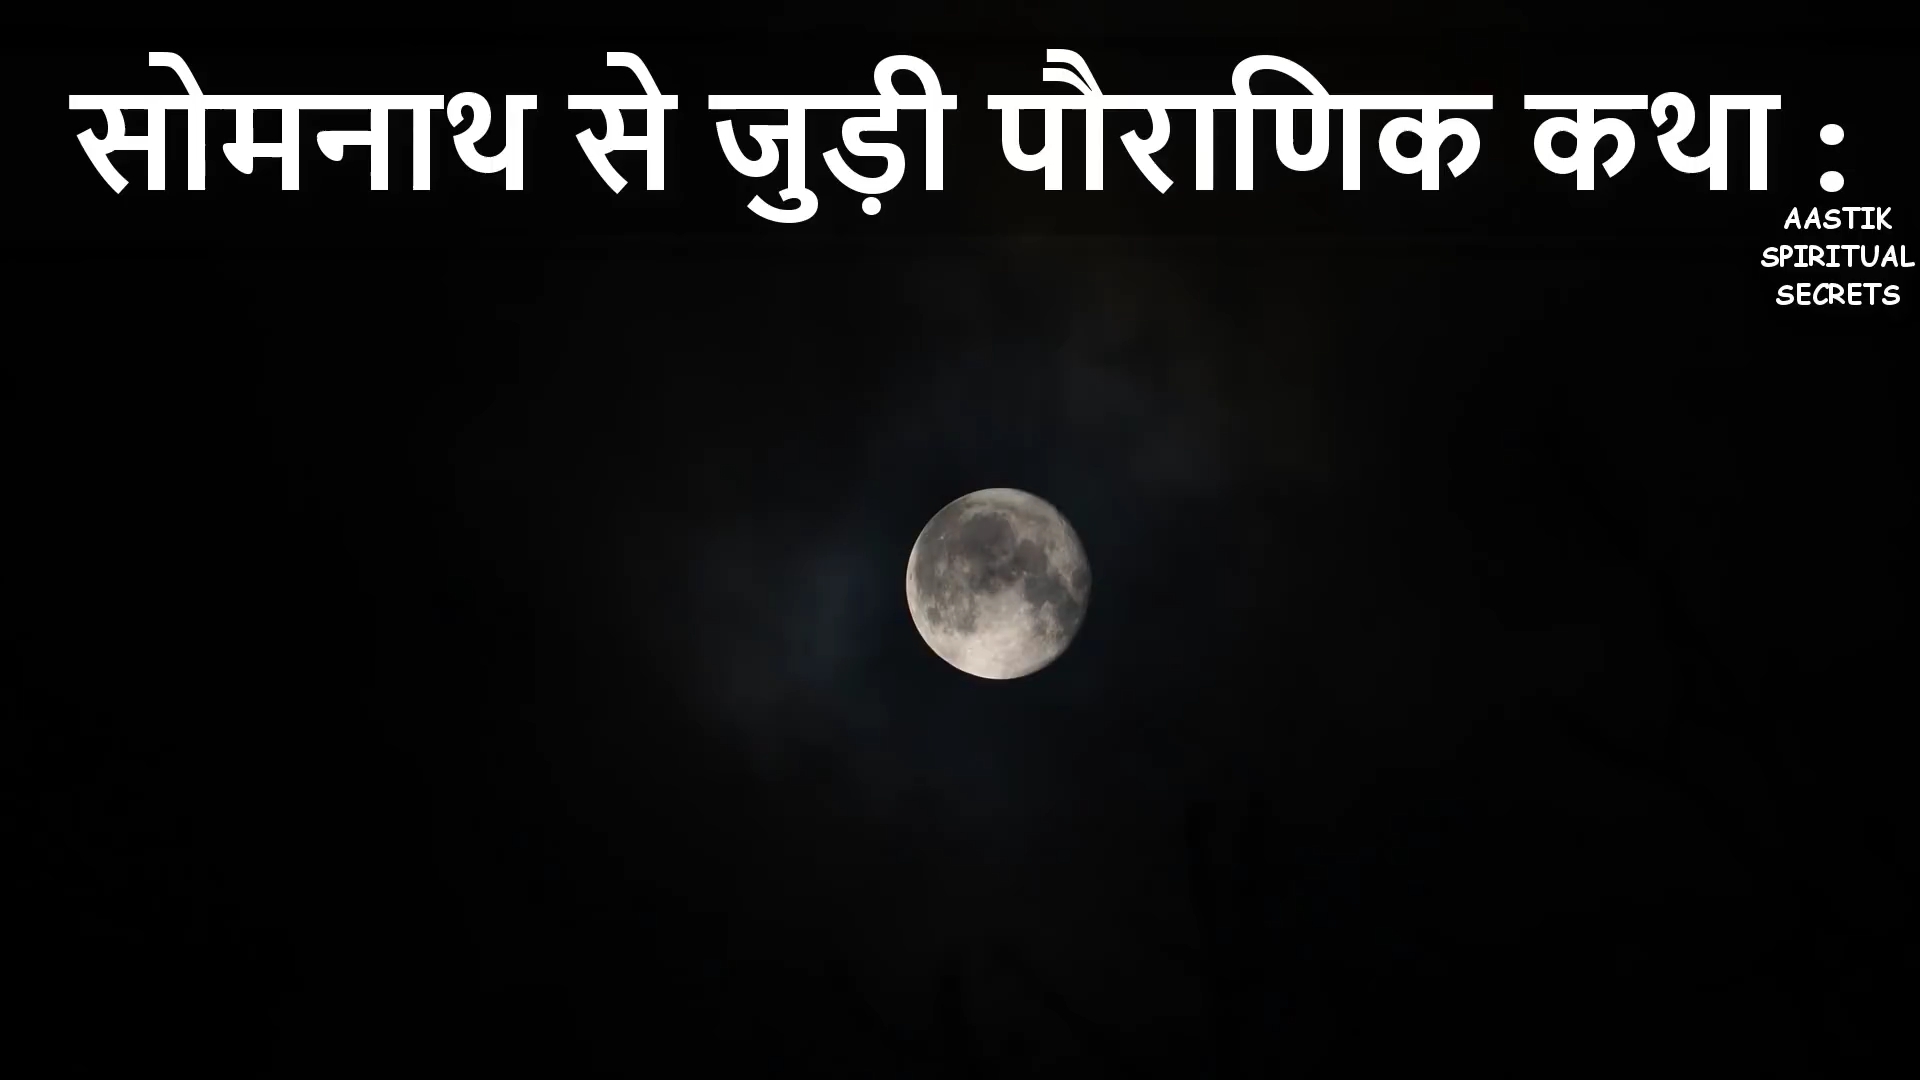 सोमनाथ से जुड़ी पौराणिक कथा :
AASTIK
SPIRITUAL
SECRETS